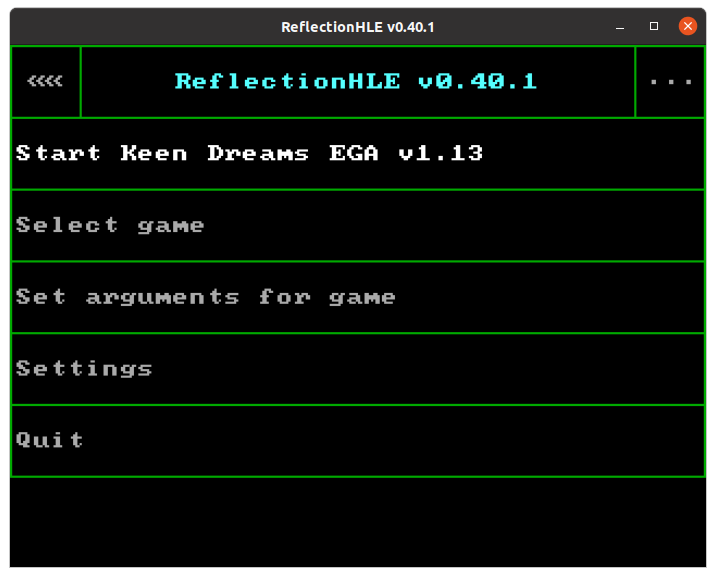 ReflectionHLE v0.40.1
<<<< ReflectionHLE v0.40.1 ...
Start Keen Dreams EGA v1.13
Select game
Set arguments for game
Settings
Quit